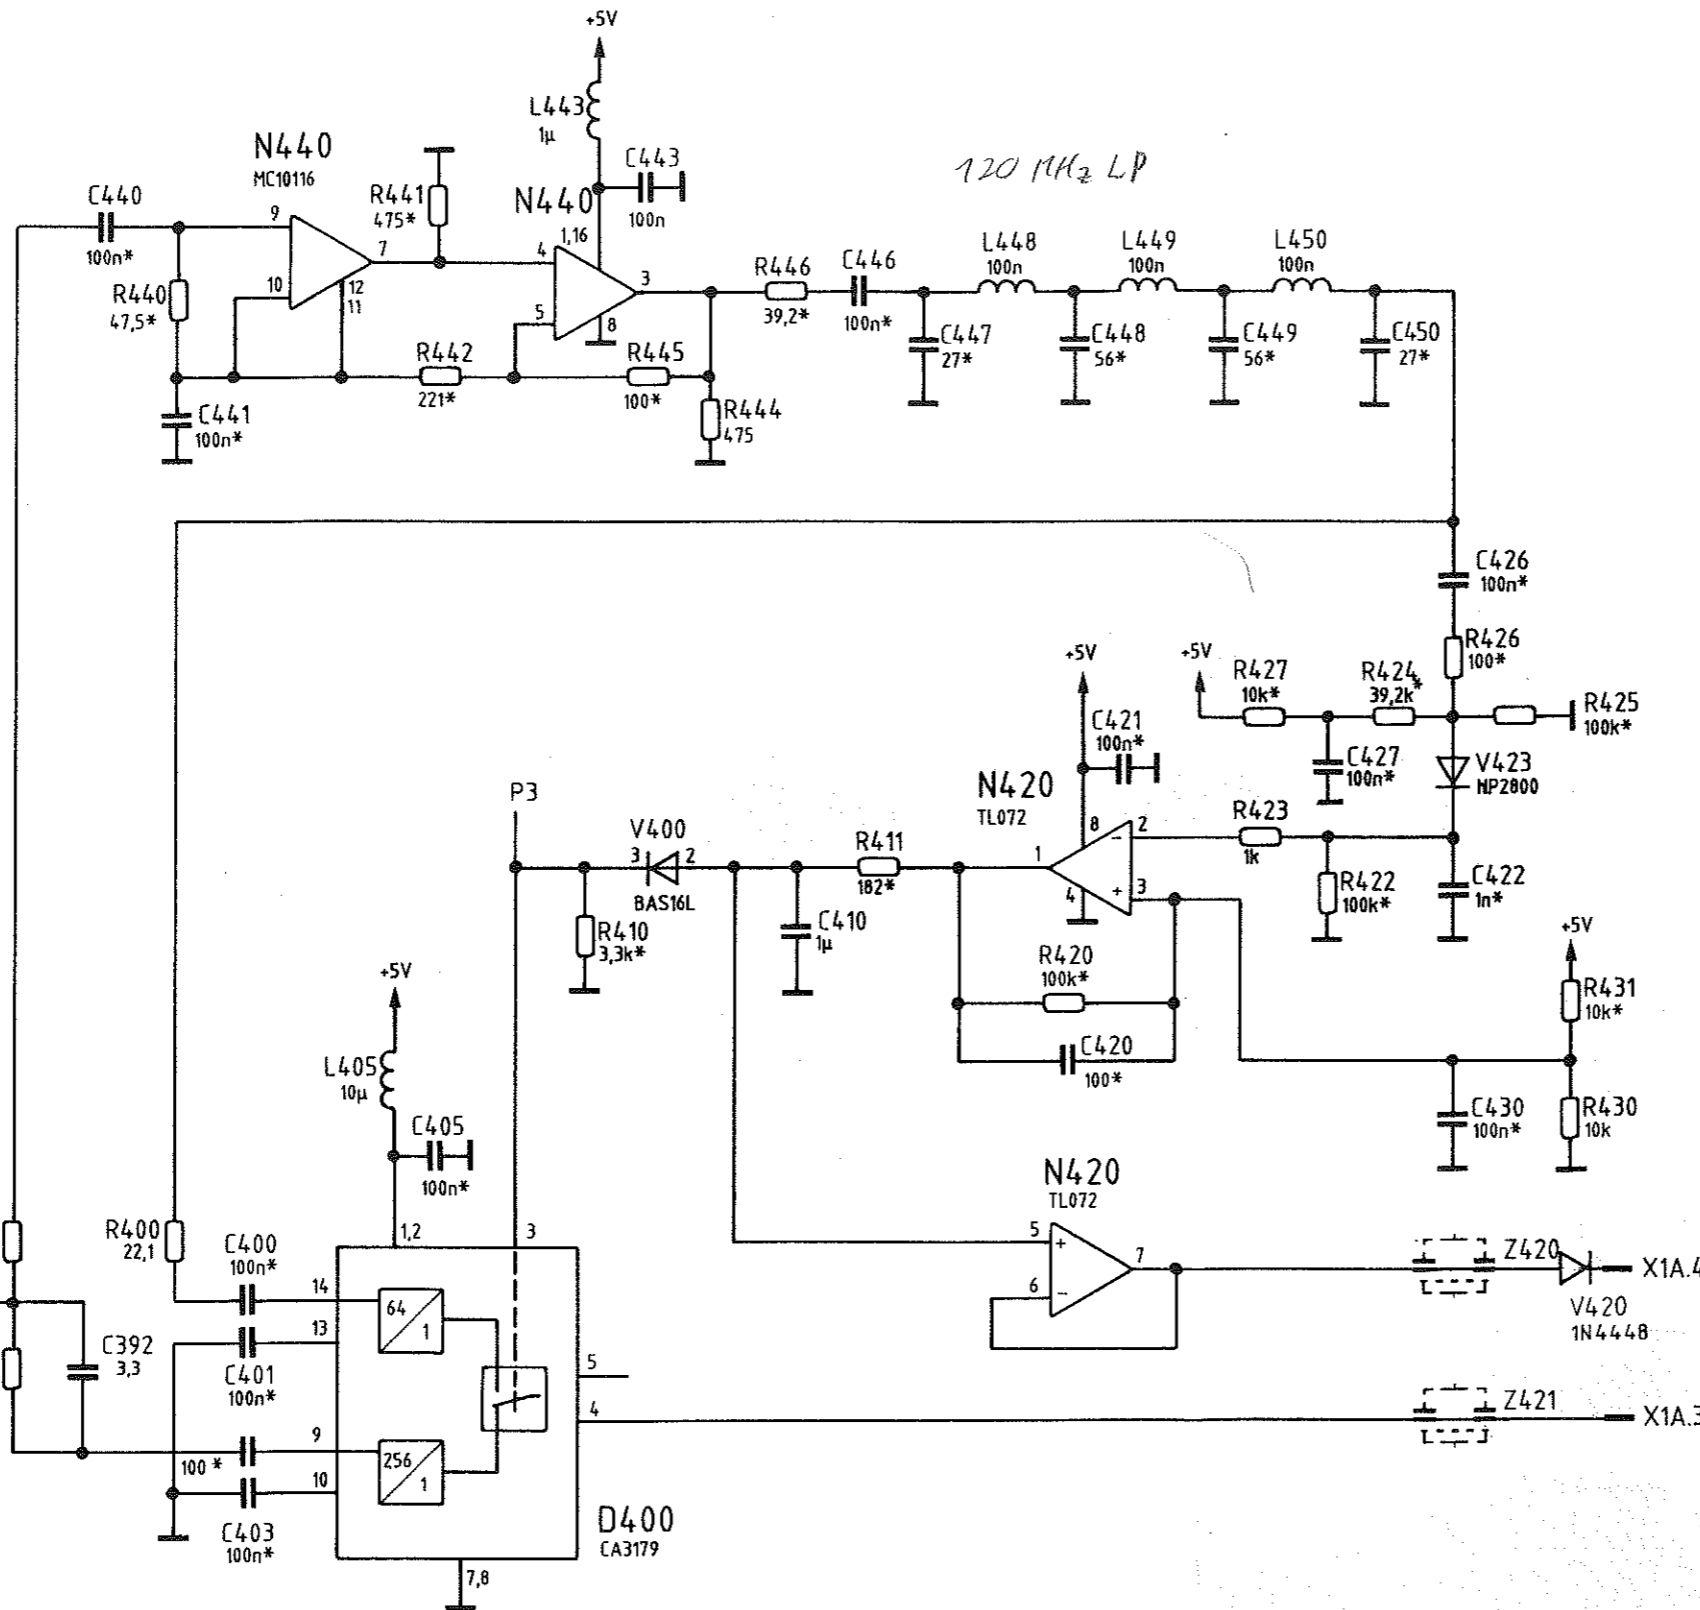 +5V
L443
1µ
N440
MC10116
C443
100n
120 MHz LP
C440
100n*
R441
475*
N440
1,16
9
7
4
3
10
12
11
5
8
R440
47,5*
R446
39,2*
C446
100n*
L448
100n
L449
100n
L450
100n
C447
27*
C448
56*
C449
56*
C450
27*
R442
221*
R445
100*
C441
100n*
R444
475
C426
100n*
R426
100*
+5V
+5V
R427
10k*
R424
39,2k*
R425
100k*
C421
100n*
C427
100n*
V423
HP2800
N420
TL072
P3
V400
3
2
BAS16L
R411
182*
1
8
2
4
3
-
+
R423
1k
R422
100k*
C422
1n*
R410
3,3k*
C410
1µ
R420
100k*
C420
100*
+5V
R431
10k*
C430
100n*
R430
10k
+5V
L405
10µ
C405
100n*
N420
TL072
5
+
6
-
7
Z420
X1A.4
V420
1N4448
R400
22,1
C400
100n*
1,2
3
14
64
1
13
C401
100n*
C392
3,3
5
4
Z421
X1A.3
100*
9
256
1
10
C403
100n*
D400
CA3179
7,8